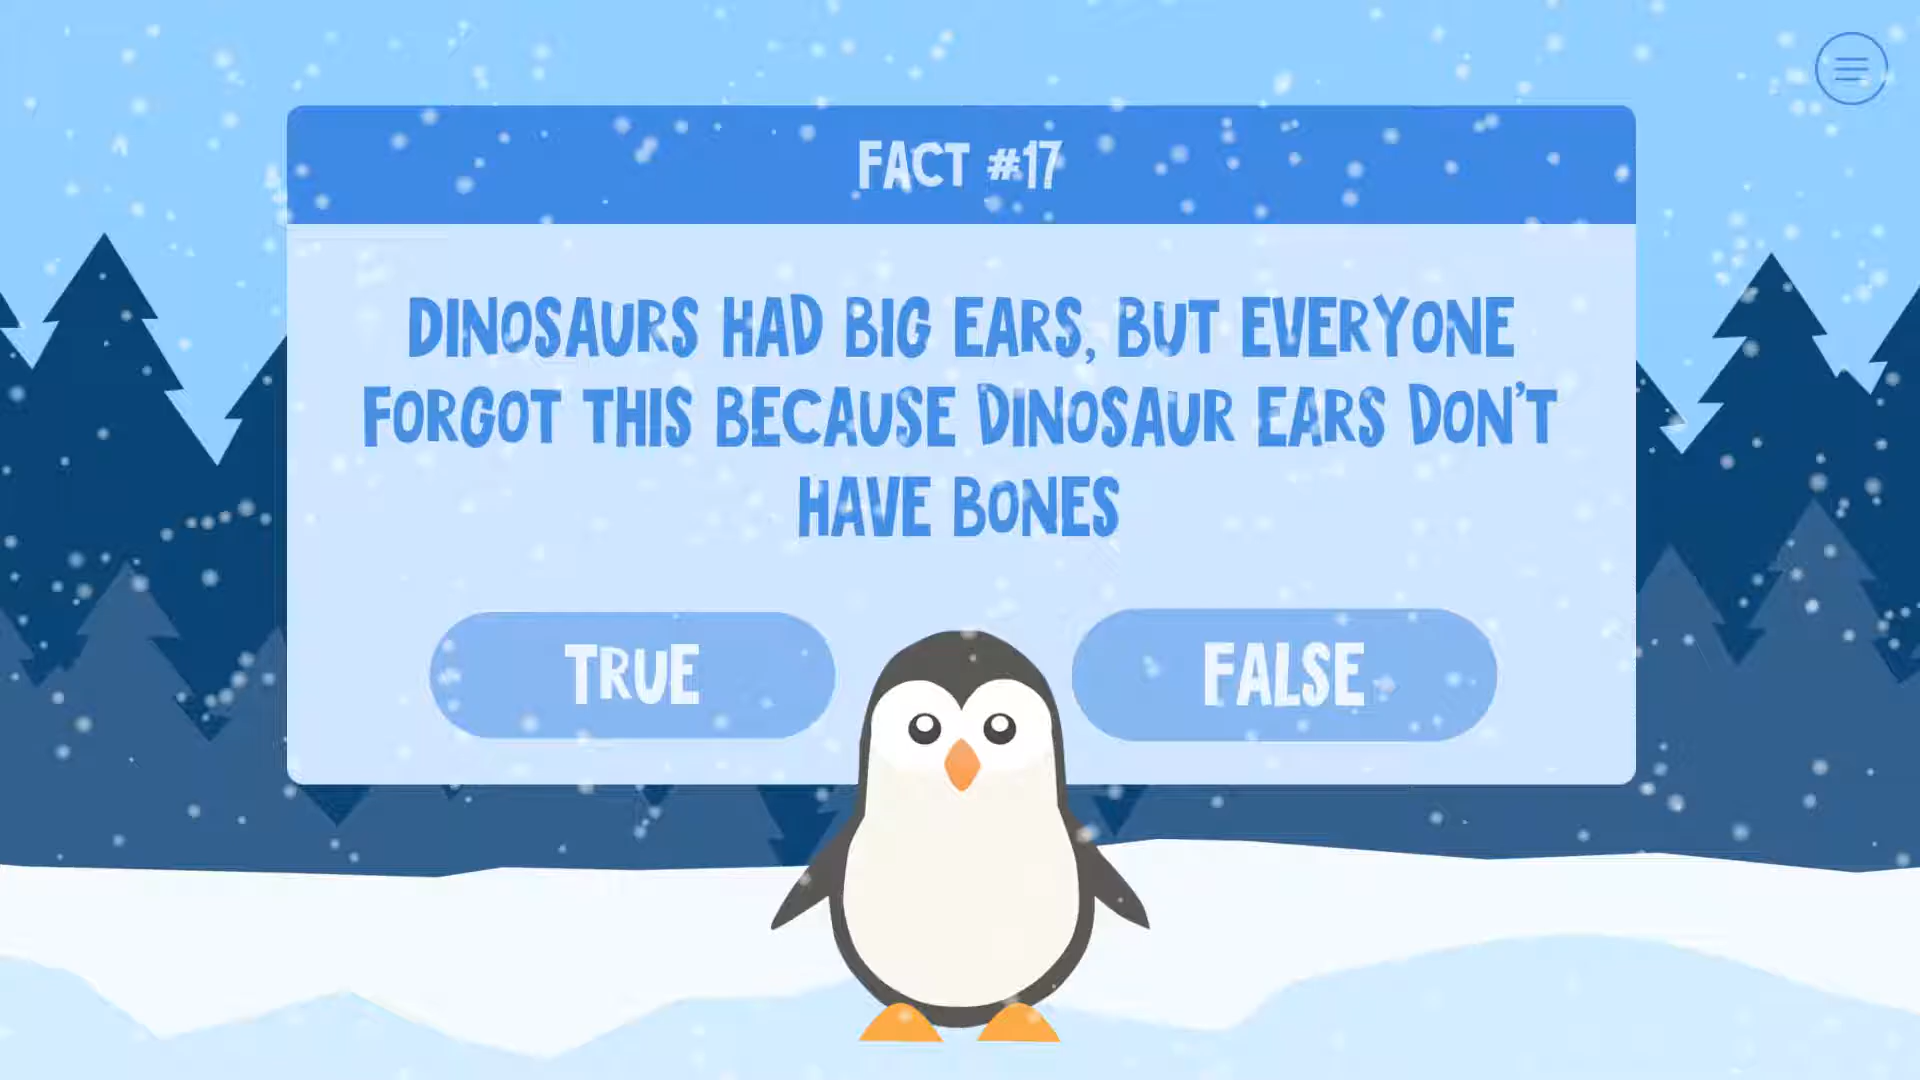 FACT #17
DINOSAURS HAD BIG EARS, BUT EVERYONE
FORGOT THIS BECAUSE DINOSAUR EARS DON'T
HAVE BONES
TRUE
FALSE